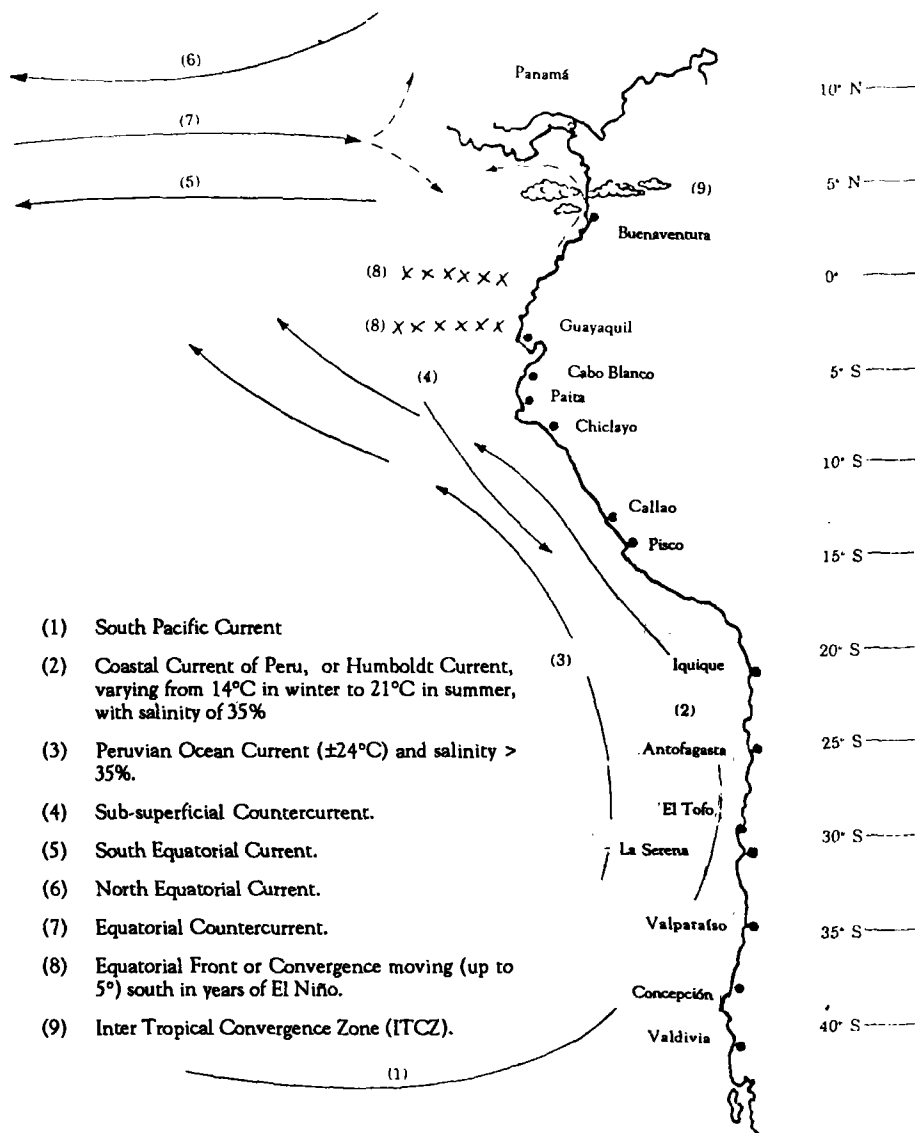 (6)
Panamá
10° N
(7)
(5)
(9)
5° N
Buenaventura
(8)
0°
(8)
Guayaquil
(4)
Cabo Blanco
5° S
Paita
Chiclayo
10° S
Callao
Pisco
15° S
(1) South Pacific Current
(2) Coastal Current of Peru, or Humboldt Current,
varying from 14°C in winter to 21°C in summer,
with salinity of 35%
(3) Peruvian Ocean Current (±24°C) and salinity >
35%.
(4) Sub-superficial Countercurrent.
(5) South Equatorial Current.
(6) North Equatorial Current.
(7) Equatorial Countercurrent.
(8) Equatorial Front or Convergence moving (up to
5°) south in years of El Niño.
(9) Inter Tropical Convergence Zone (ITCZ).
(3)
Iquique
20° S
(2)
Antofagasta
25° S
El Tofo
La Serena
30° S
Valparaíso
35° S
Concepción
Valdivia
40° S
(1)